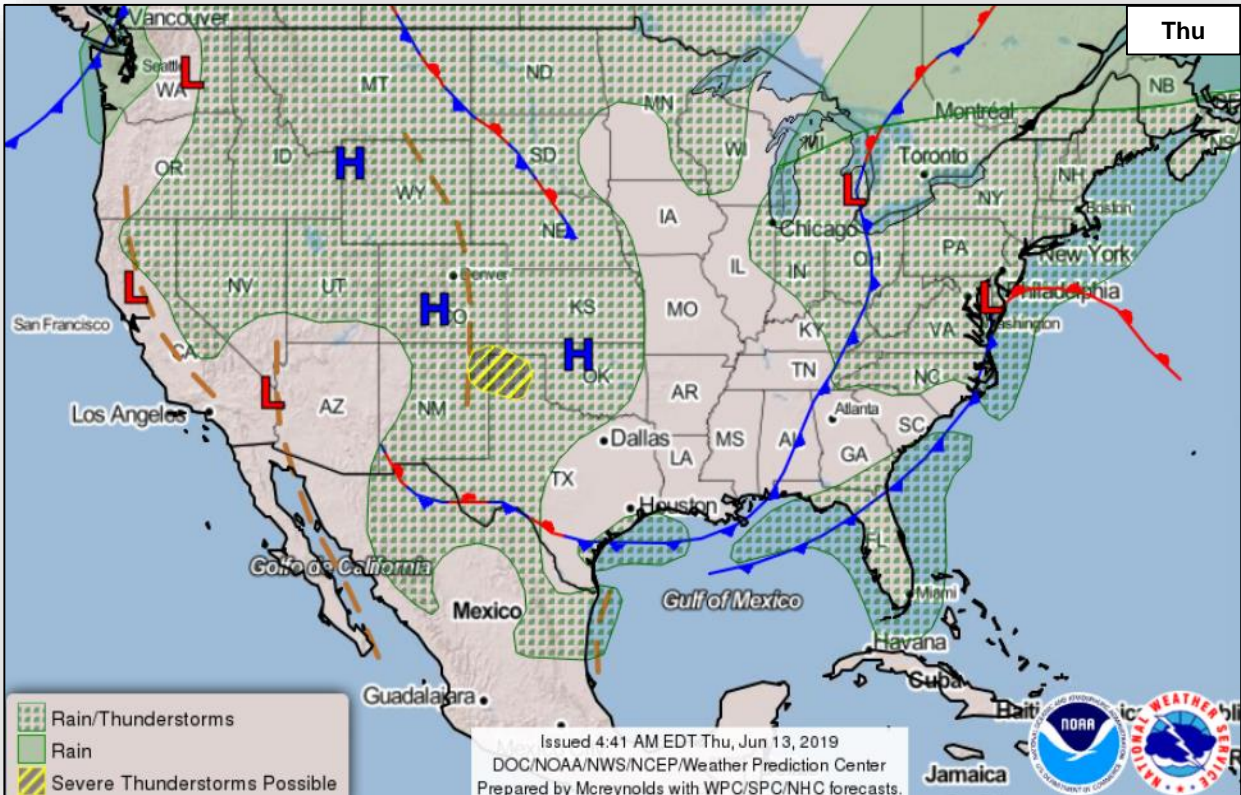 Thu
Vancouver
Seattle
WA
L
MT
ND
MN
Montréal
NB
NS
OR
ID
H
WY
SD
WI
MI
Toronto
NH
L
NY
Boston
NE
IA
Chicago
PA
New York
NV
UT
Denver
IL
IN
OH
L
San Francisco
L
H
CO
KS
MO
Philadelphia
Washington
CA
H
OK
KY
VA
TN
NC
Los Angeles
L
AZ
NM
AR
Atlanta
SC
Dallas
MS
AL
GA
LA
TX
Houston
FL
Golfo de California
Mexico
Gulf of Mexico
Miami
Havana
Cuba
Guadalajara
Jamaica
Rain/Thunderstorms
Rain
Severe Thunderstorms Possible
Issued 4:41 AM EDT Thu, Jun 13, 2019
DOC/NOAA/NWS/NCEP/Weather Prediction Center
Prepared by Mcreynolds with WPC/SPC/NHC forecasts.
NOAA
NATIONAL WEATHER SERVICE